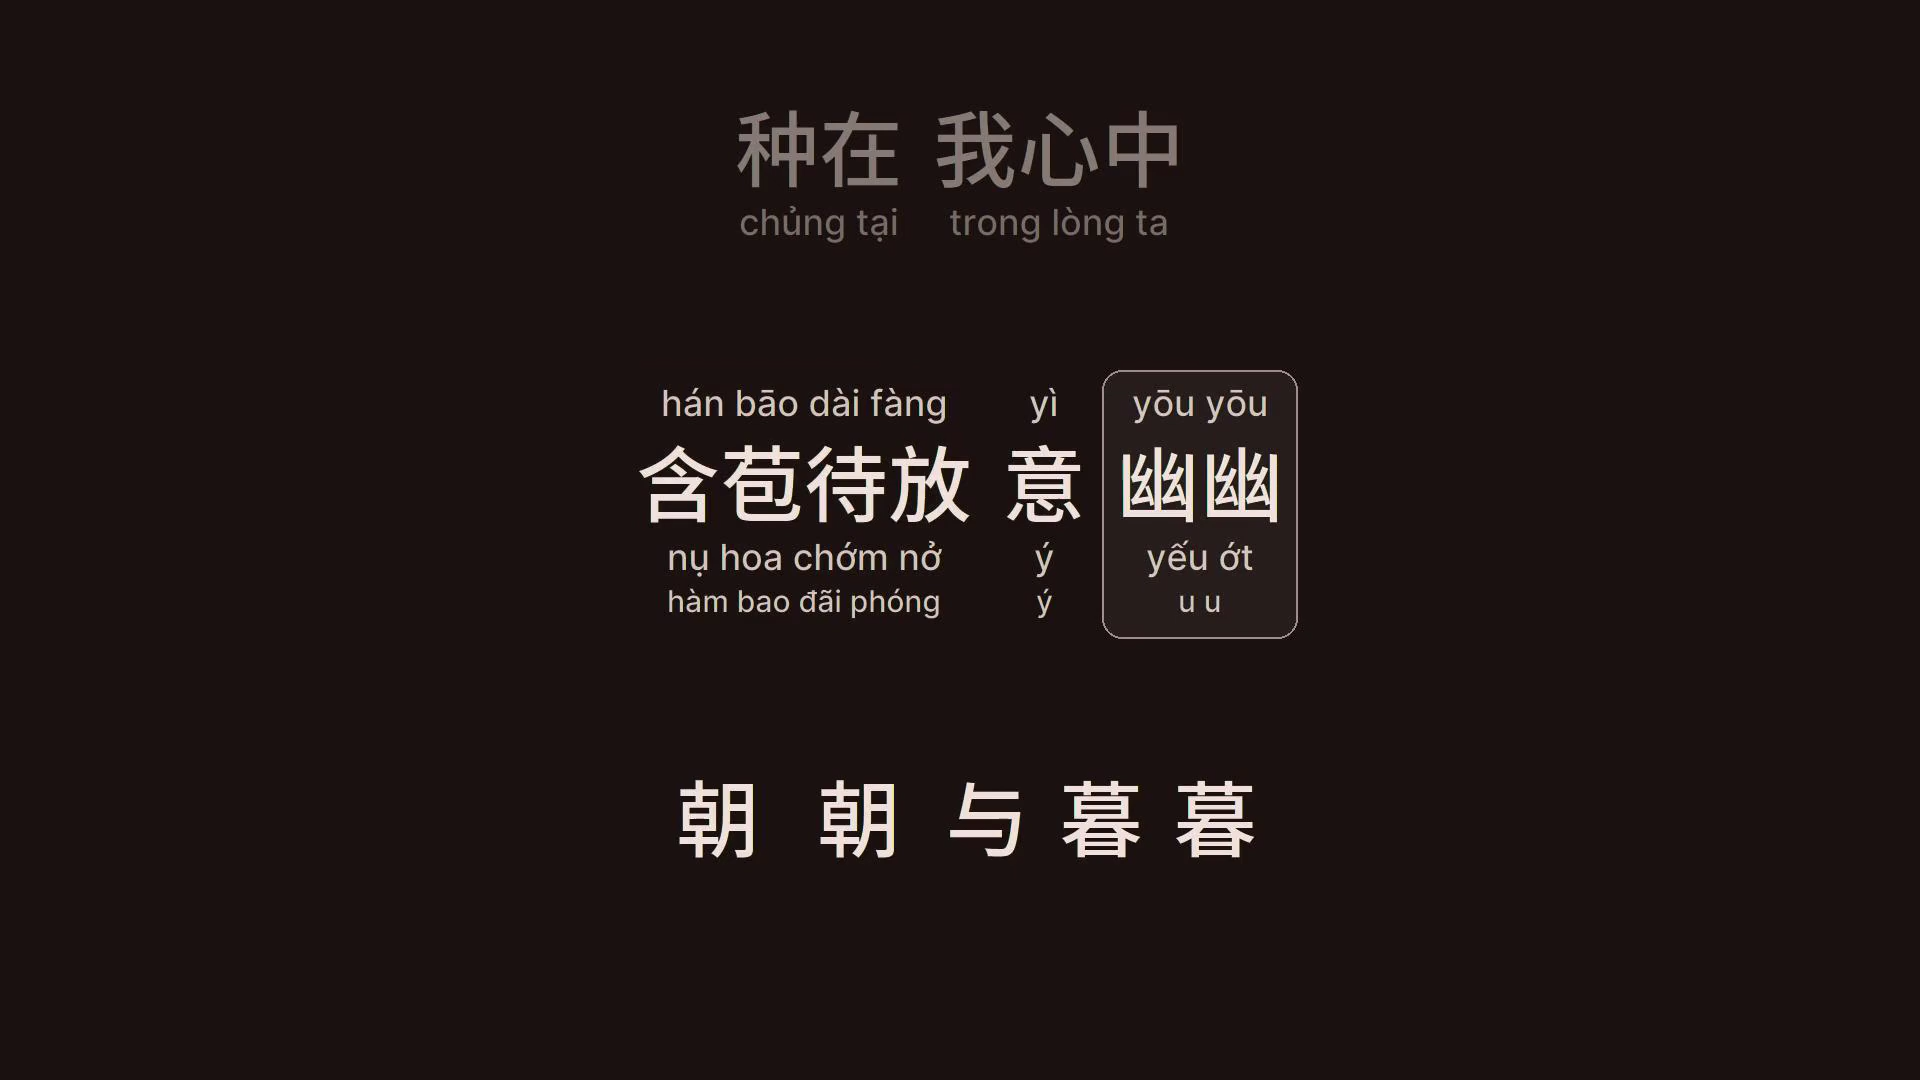 种在 我心中
chủng tại trong lòng ta
hán bāo dài fàng yì yōu yōu
含苞待放 意 幽幽
nụ hoa chớm nở ý yếu ớt
hàm bao đãi phóng ý u u
朝 朝 与 暮 暮